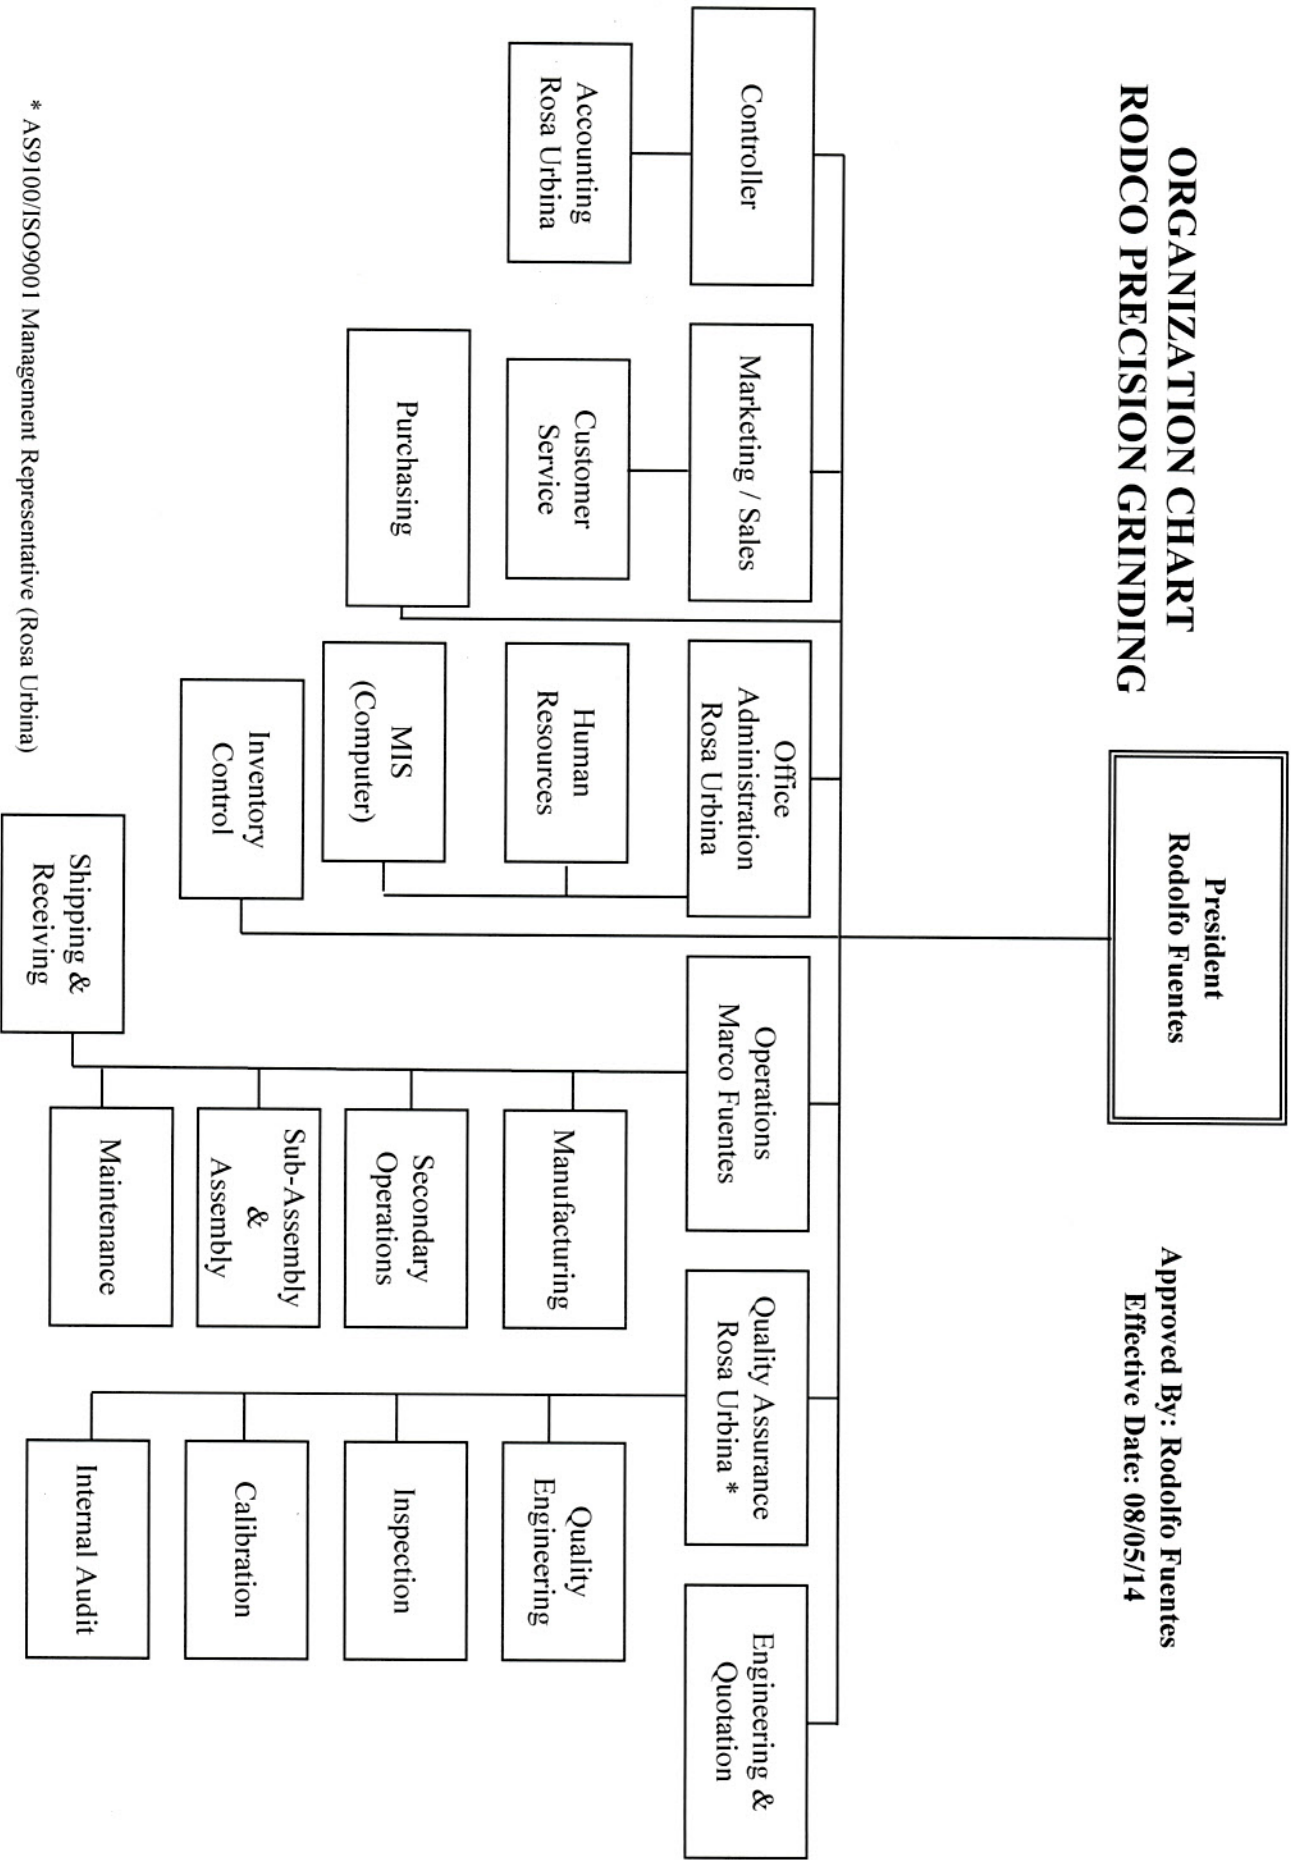 ORGANIZATION CHART
RODCO PRECISION GRINDING
President
Rodolfo Fuentes
Approved By: Rodolfo Fuentes
Effective Date: 08/05/14
Controller
Marketing / Sales
Office
Administration
Rosa Urbina
Operations
Marco Fuentes
Quality Assurance
Rosa Urbina *
Engineering &
Quotation
Accounting
Rosa Urbina
Customer
Service
Human
Resources
Manufacturing
Quality
Engineering
Purchasing
MIS
(Computer)
Secondary
Operations
Inspection
Inventory
Control
Sub-Assembly
&
Assembly
Calibration
Shipping &
Receiving
Maintenance
Internal Audit
* AS9100/ISO9001 Management Representative (Rosa Urbina)